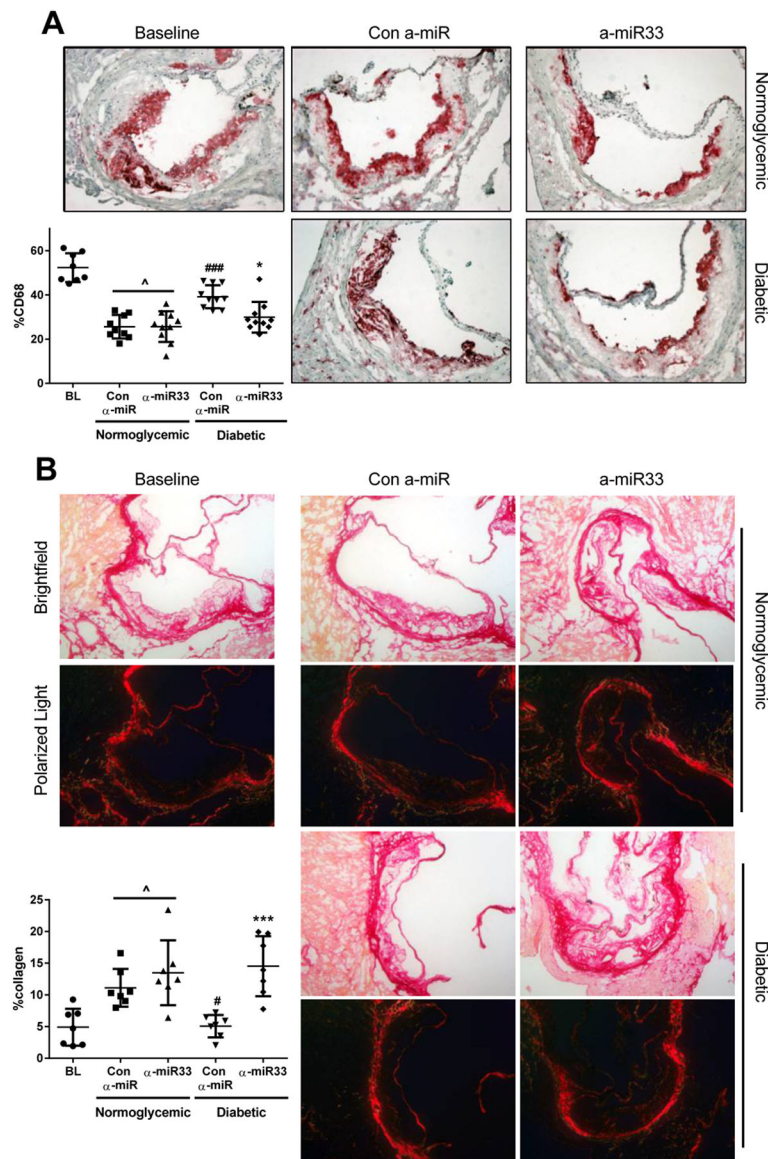 A
Baseline
Con a-miR
a-miR33
Normoglycemic
Diabetic
%CD68
60
40
20
0
^
###
*
BL
Con α-miR
α-miR33
Con α-miR
α-miR33
Normoglycemic
Diabetic
B
Baseline
Con a-miR
a-miR33
Brightfield
Polarized Light
Normoglycemic
Diabetic
%collagen
25
20
15
10
5
0
^
#
***
BL
Con α-miR
α-miR33
Con α-miR
α-miR33
Normoglycemic
Diabetic